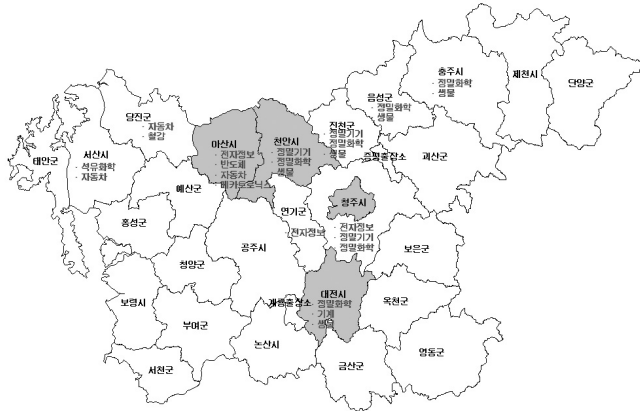 충주시
· 정밀화학
· 생물
제천시
단양군
음성군
· 정밀화학
· 생물
당진군
· 자동차
· 철강
아산시
· 전자정보
· 반도체
· 자동차
· 메카트로닉스
천안시
· 정밀기기
· 정밀화학
· 생물
진천군
· 정밀기기
· 정밀화학
· 생물
증평출장소
괴산군
태안군
서산시
· 석유화학
· 자동차
예산군
연기군
· 전자정보
청주시
· 전자정보
· 정밀기기
· 정밀화학
홍성군
공주시
보은군
청양군
보령시
계룡출장소
대전시
· 정밀화학
· 기계
· 생물
옥천군
부여군
논산시
서천군
금산군
영동군